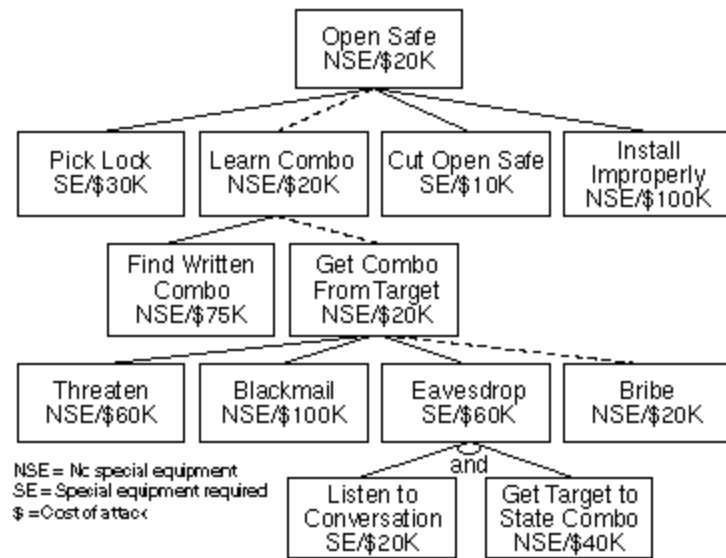 Open Safe
NSE/$20K
Pick Lock
SE/$30K
Learn Combo
NSE/$20K
Cut Open Safe
SE/$10K
Install
Improperly
NSE/$100K
Find Written
Combo
NSE/$75K
Get Combo
From Target
NSE/$20K
Threaten
NSE/$60K
Blackmail
NSE/$100K
Eavesdrop
SE/$60K
Bribe
NSE/$20K
and
Listen to
Conversation
SE/$20K
Get Target to
State Combo
NSE/$40K
NSE = No special equipment
SE = Special equipment required
$ = Cost of attack